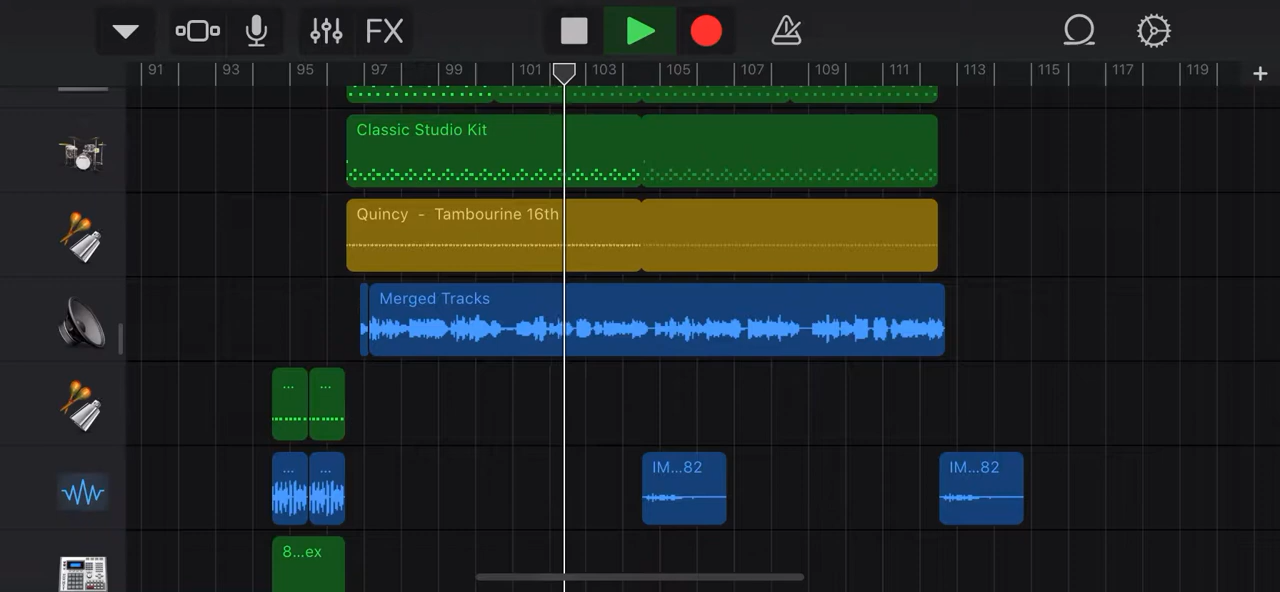 FX
91 93 95 97 99 101 103 105 107 109 111 113 115 117 119
Classic Studio Kit
Quincy - Tambourine 16th
Merged Tracks
... ...
... ... IM...82 IM...82
8...ex